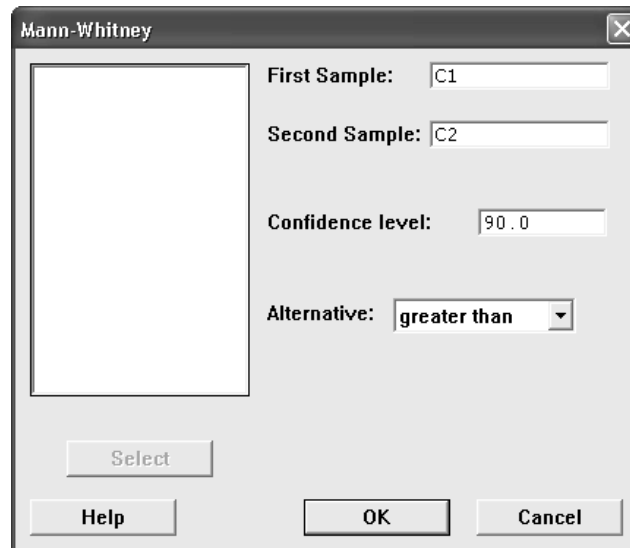 Mann-Whitney
First Sample: C1
Second Sample: C2
Confidence level: 90.0
Alternative: greater than
Select
Help OK Cancel